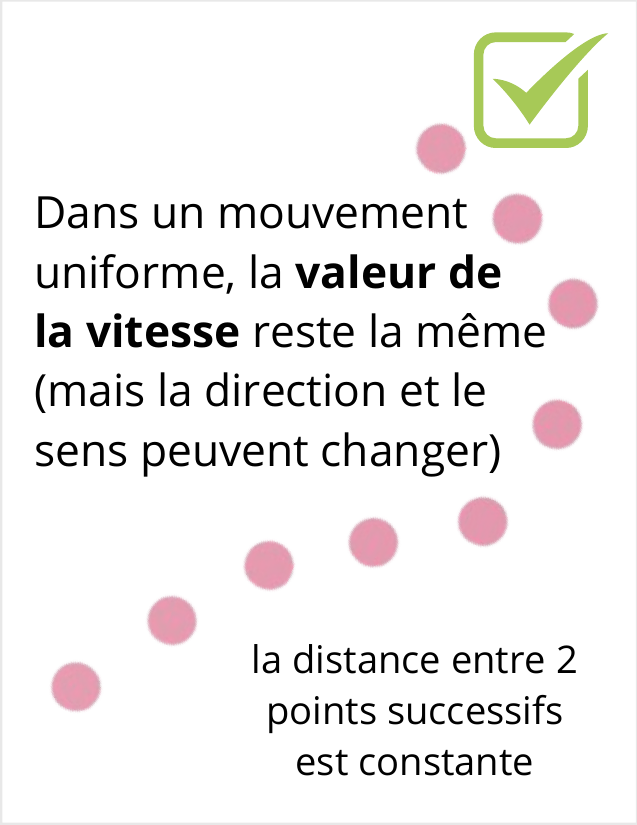 Dans un mouvement
uniforme, la valeur de
la vitesse reste la même
(mais la direction et le
sens peuvent changer)
la distance entre 2
points successifs
est constante